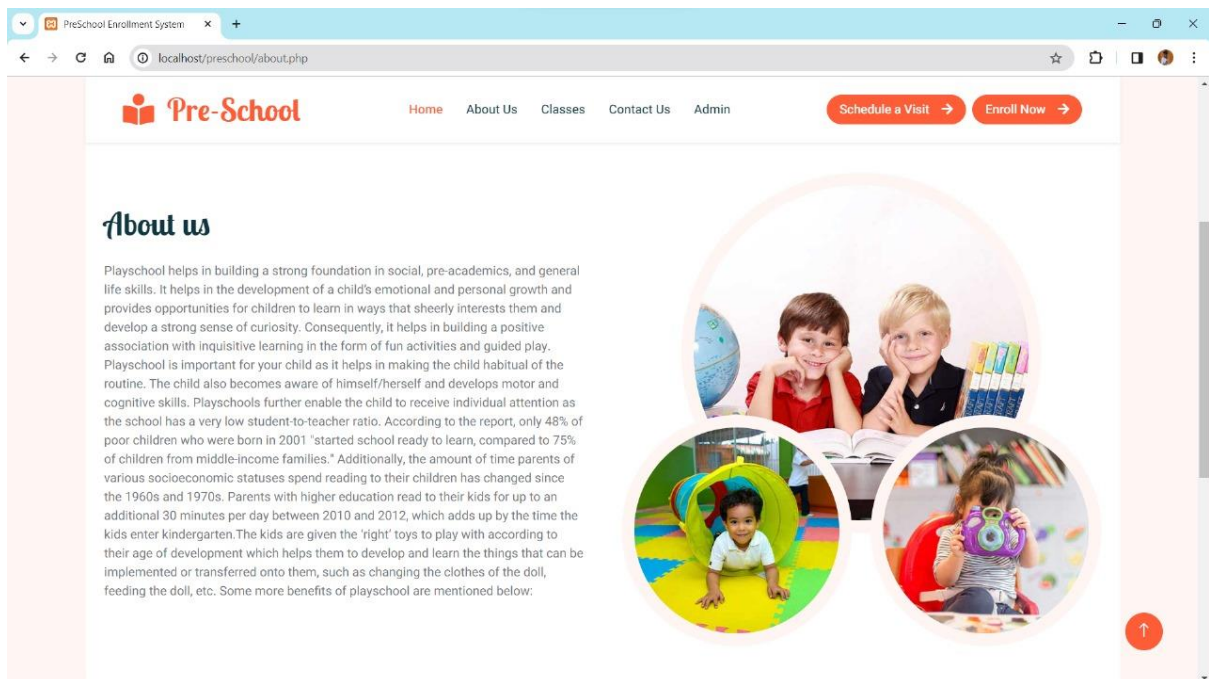 PreSchool Enrollment System
localhost/preschool/about.php
Pre-School
Home About Us Classes Contact Us Admin
Schedule a Visit Enroll Now
About us
Playschool helps in building a strong foundation in social, pre-academics, and general
life skills. It helps in the development of a child's emotional and personal growth and
provides opportunities for children to learn in ways that sheerly interests them and
develop a strong sense of curiosity. Consequently, it helps in building a positive
association with inquisitive learning in the form of fun activities and guided play.
Playschool is important for your child as it helps in making the child habitual of the
routine. The child also becomes aware of himself/herself and develops motor and
cognitive skills. Playschools further enable the child to receive individual attention as
the school has a very low student-to-teacher ratio. According to the report, only 48% of
poor children who were born in 2001 "started school ready to learn, compared to 75%
of children from middle-income families." Additionally, the amount of time parents of
various socioeconomic statuses spend reading to their children has changed since
the 1960s and 1970s. Parents with higher education read to their kids for up to an
additional 30 minutes per day between 2010 and 2012, which adds up by the time the
kids enter kindergarten.The kids are given the 'right' toys to play with according to
their age of development which helps them to develop and learn the things that can be
implemented or transferred onto them, such as changing the clothes of the doll,
feeding the doll, etc. Some more benefits of playschool are mentioned below: